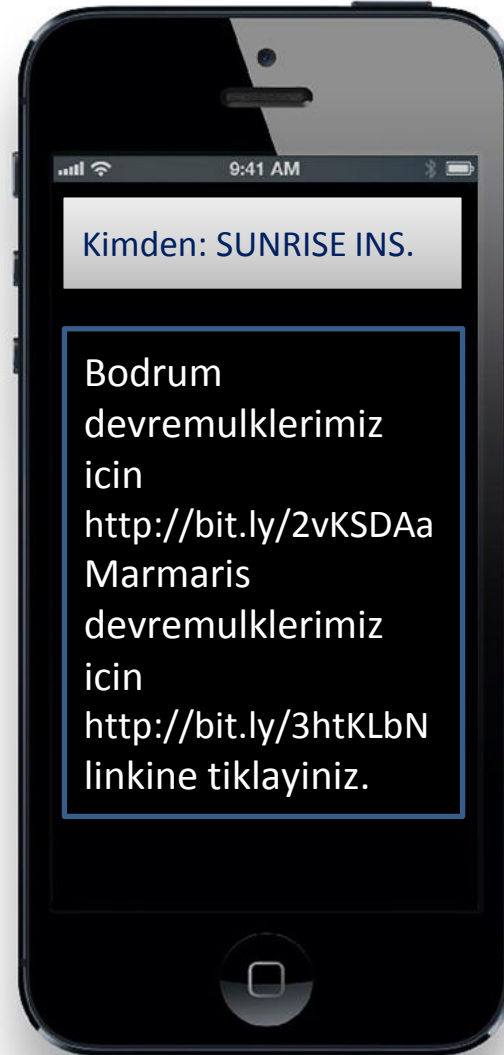 9:41 AM
Kimden: SUNRISE INS.
Bodrum
devremulklerimiz
icin
http://bit.ly/2vKSDAa
Marmaris
devremulklerimiz
icin
http://bit.ly/3htKLbN
linkine tiklayiniz.